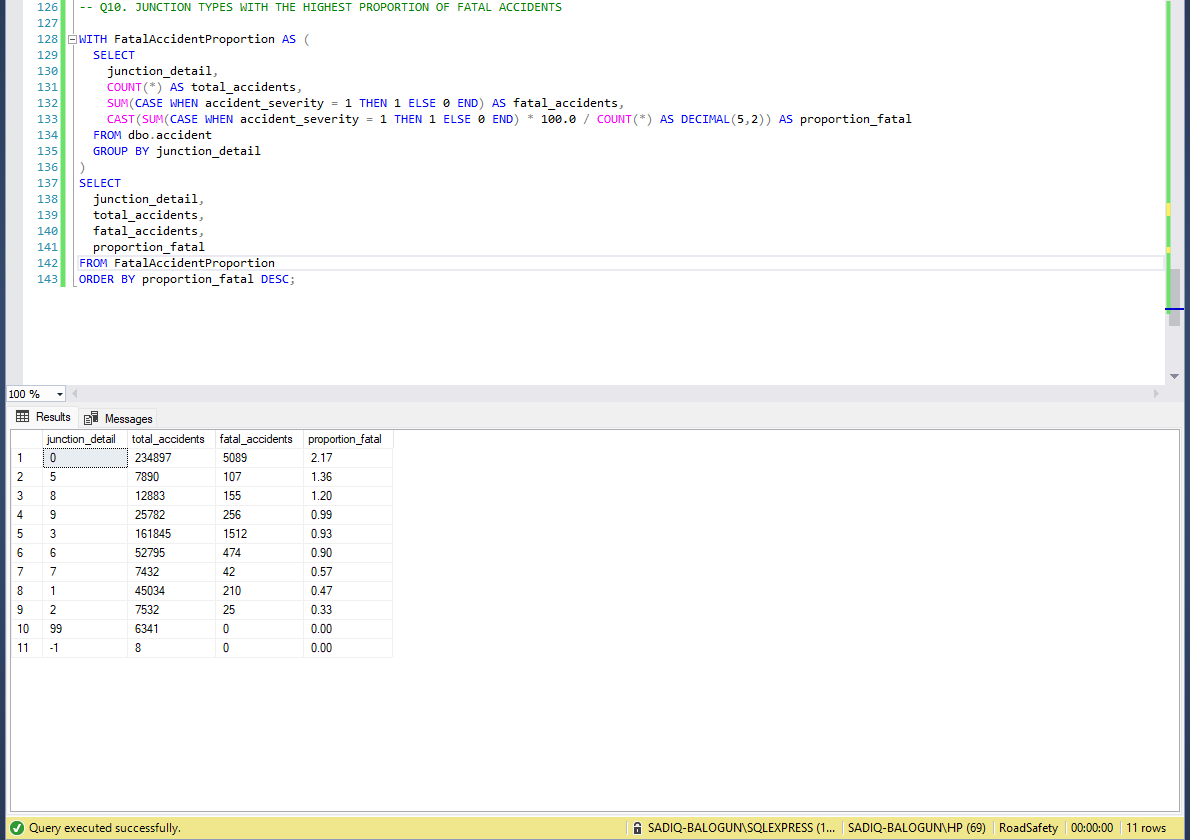 126 -- Q10. JUNCTION TYPES WITH THE HIGHEST PROPORTION OF FATAL ACCIDENTS
127
128 WITH FatalAccidentProportion AS (
129 SELECT
130 junction_detail,
131 COUNT(*) AS total_accidents,
132 SUM(CASE WHEN accident_severity = 1 THEN 1 ELSE 0 END) AS fatal_accidents,
133 CAST(SUM(CASE WHEN accident_severity = 1 THEN 1 ELSE 0 END) * 100.0 / COUNT(*) AS DECIMAL(5,2)) AS proportion_fatal
134 FROM dbo.accident
135 GROUP BY junction_detail
136 )
137 SELECT
138 junction_detail,
139 total_accidents,
140 fatal_accidents,
141 proportion_fatal
142 FROM FatalAccidentProportion
143 ORDER BY proportion_fatal DESC;
100 %
Results Messages
junction_detail total_accidents fatal_accidents proportion_fatal
1 0 234897 5089 2.17
2 5 7890 107 1.36
3 8 12883 155 1.20
4 9 25782 256 0.99
5 3 161845 1512 0.93
6 6 52795 474 0.90
7 7 7432 42 0.57
8 1 45034 210 0.47
9 2 7532 25 0.33
10 99 6341 0 0.00
11 -1 8 0 0.00
Query executed successfully. SADIQ-BALOGUN\SQLEXPRESS (1... SADIQ-BALOGUN\HP (69) RoadSafety 00:00:00 11 rows